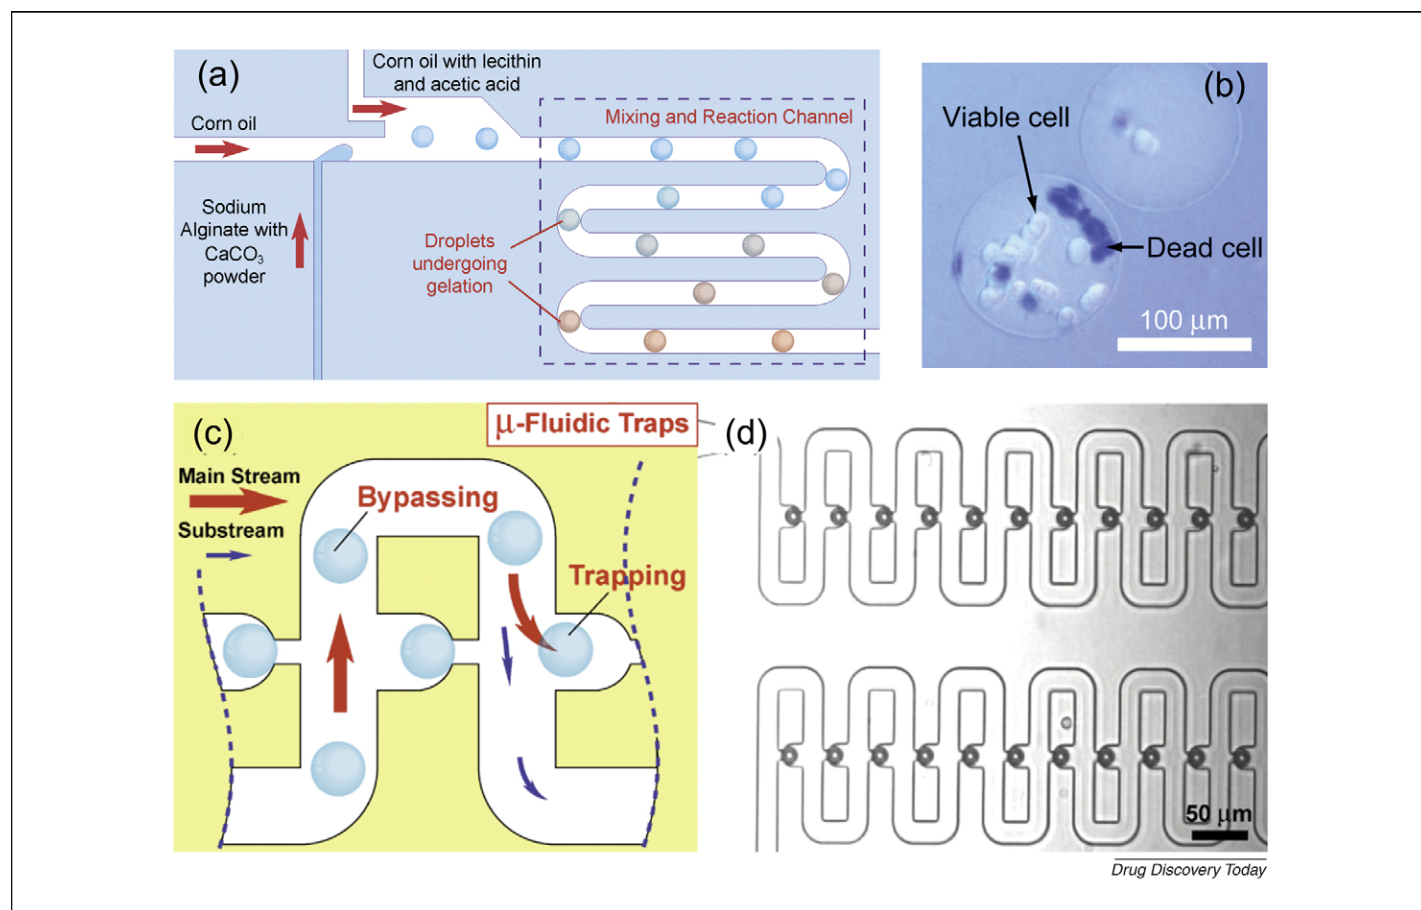 (a)
Corn oil with lecithin
and acetic acid
Corn oil
Mixing and Reaction Channel
Sodium
Alginate with
CaCO₃
powder
Droplets
undergoing
gelation
(b)
Viable cell
Dead cell
100 µm
(c)
µ-Fluidic Traps
Main Stream
Bypassing
Substream
Trapping
(d)
50 µm
Drug Discovery Today